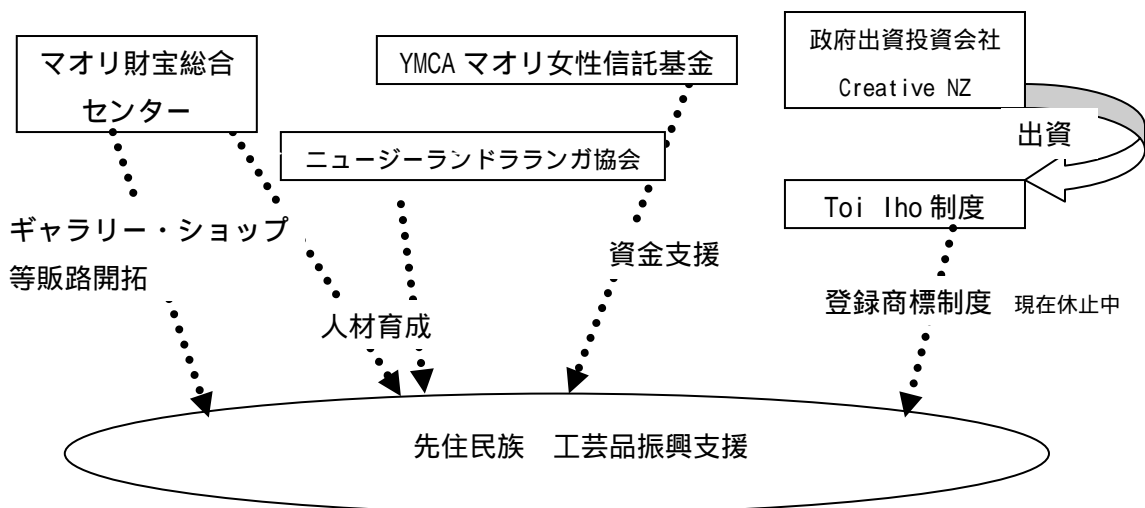 マオリ財宝総合
センター
YMCA マオリ女性信託基金
政府出資投資会社
Creative NZ
ニュージーランドラランガ協会
出資
Toi Iho 制度
ギャラリー・ショップ
等販路開拓
資金支援
人材育成
登録商標制度 現在休止中
先住民族 工芸品振興支援